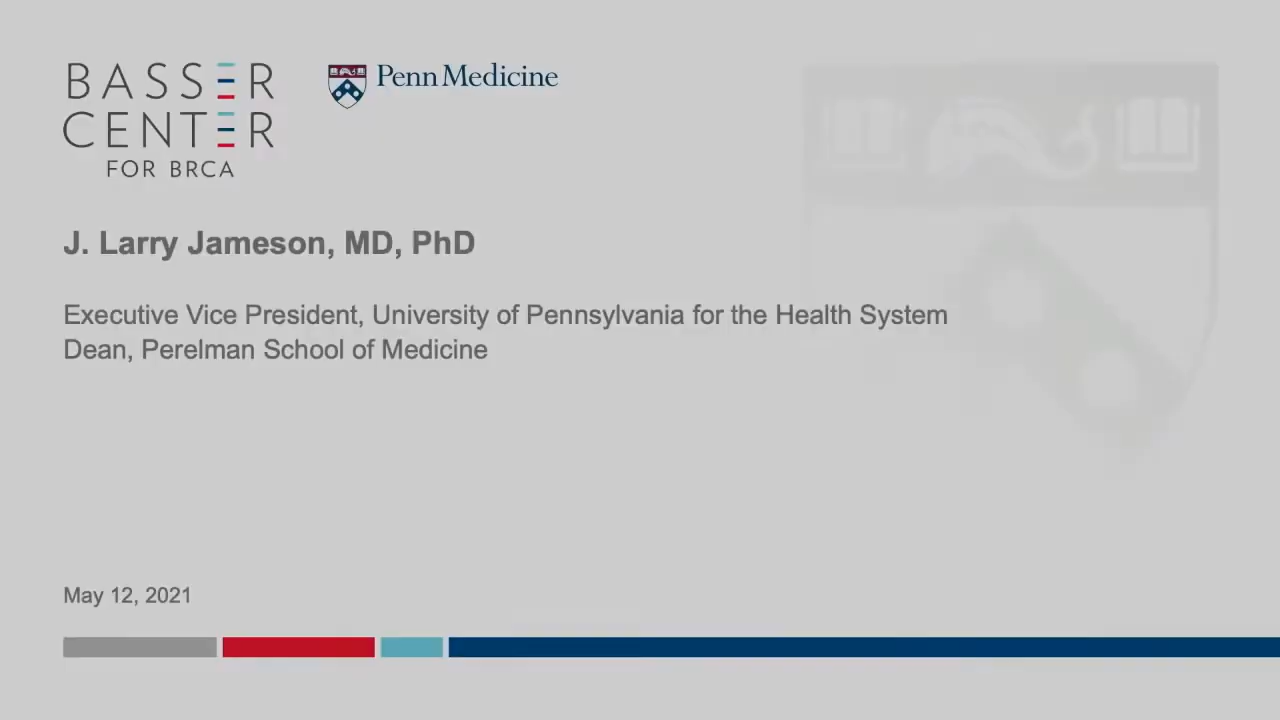 BASSER
CENTER
FOR BRCA
Penn Medicine
J. Larry Jameson, MD, PhD
Executive Vice President, University of Pennsylvania for the Health System
Dean, Perelman School of Medicine
May 12, 2021